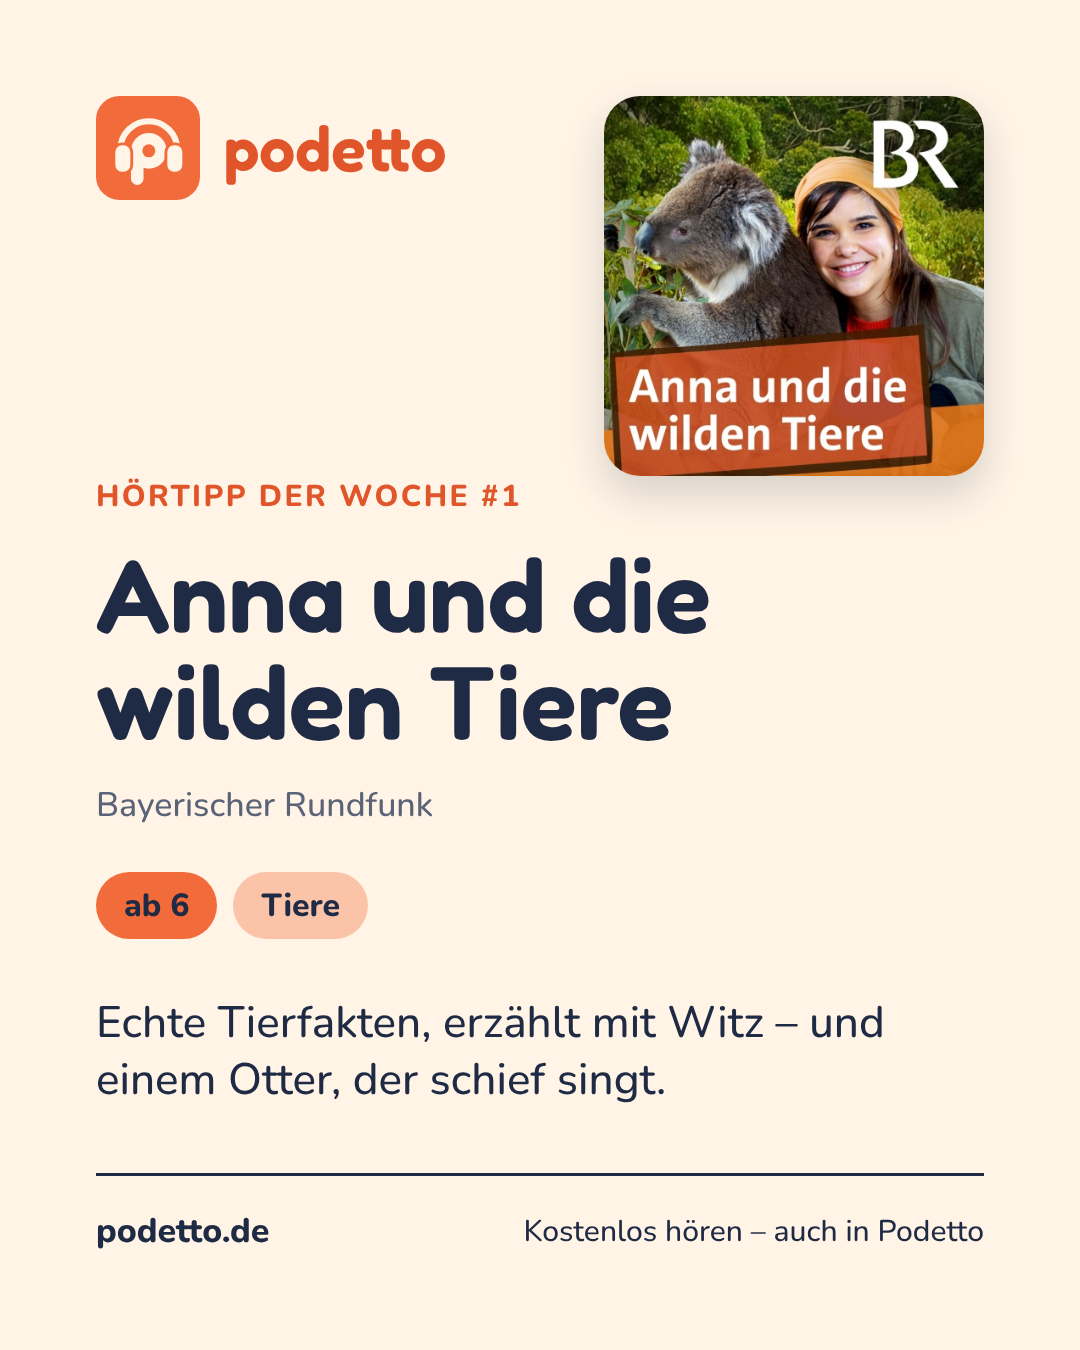 podetto
BR
Anna und die
wilden Tiere
HÖRTIPP DER WOCHE #1
Anna und die
wilden Tiere
Bayerischer Rundfunk
ab 6
Tiere
Echte Tierfakten, erzählt mit Witz – und
einem Otter, der schief singt.
podetto.de
Kostenlos hören – auch in Podetto